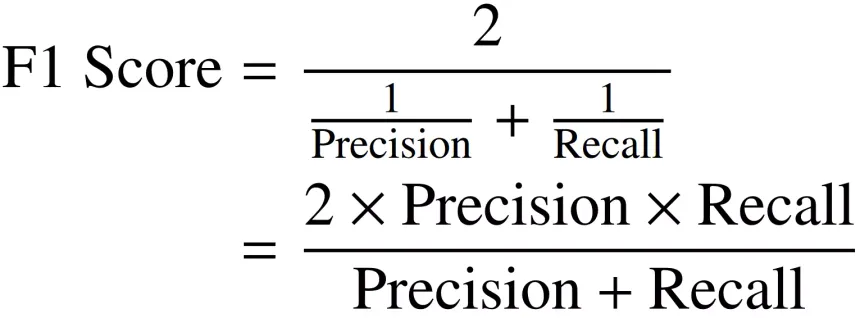 F1 Score = 2 / (1/Precision + 1/Recall)
= (2 × Precision × Recall) / (Precision + Recall)